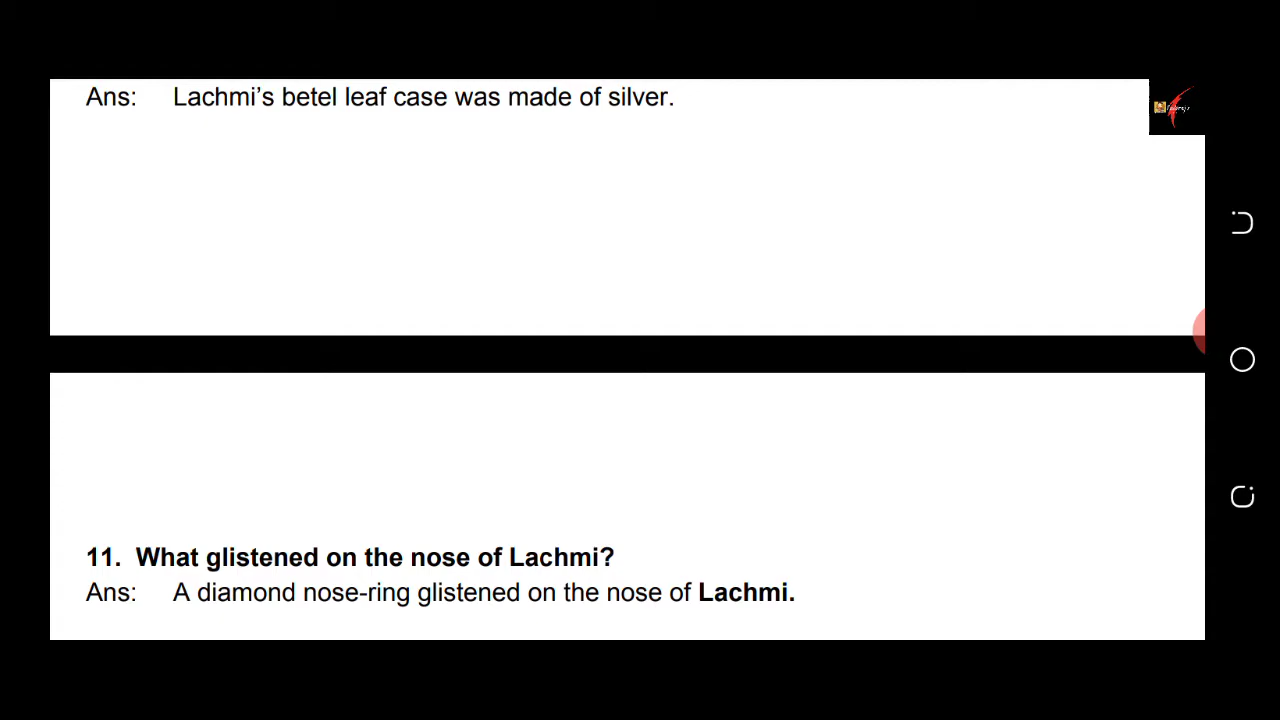 Ans: Lachmi's betel leaf case was made of silver.
11. What glistened on the nose of Lachmi?
Ans: A diamond nose-ring glistened on the nose of Lachmi.